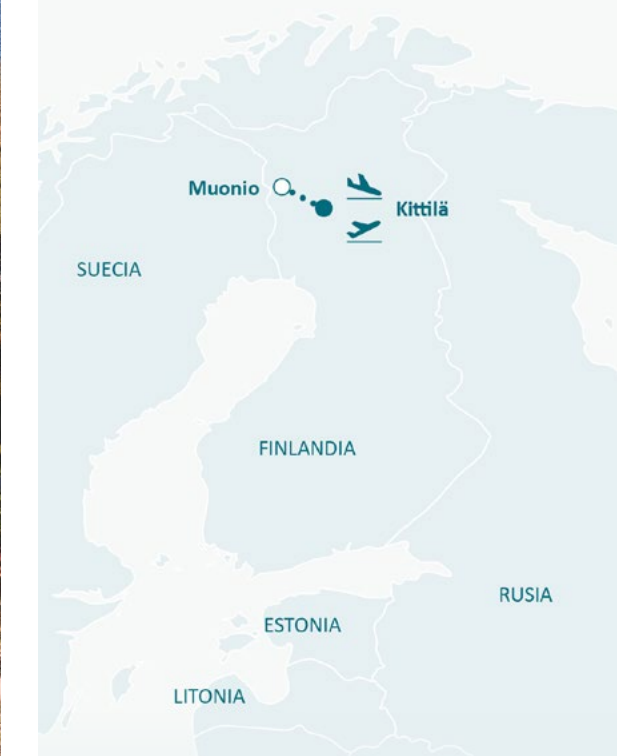 Muonio
Kittilä
SUECIA
FINLANDIA
RUSIA
ESTONIA
LITONIA